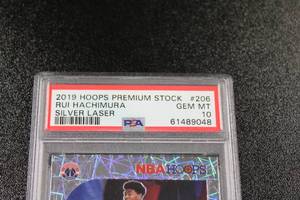 2019 HOOPS PREMIUM STOCK #206
RUI HACHIMURA GEM MT
SILVER LASER 10
PSA 61489048
NBA HOOPS